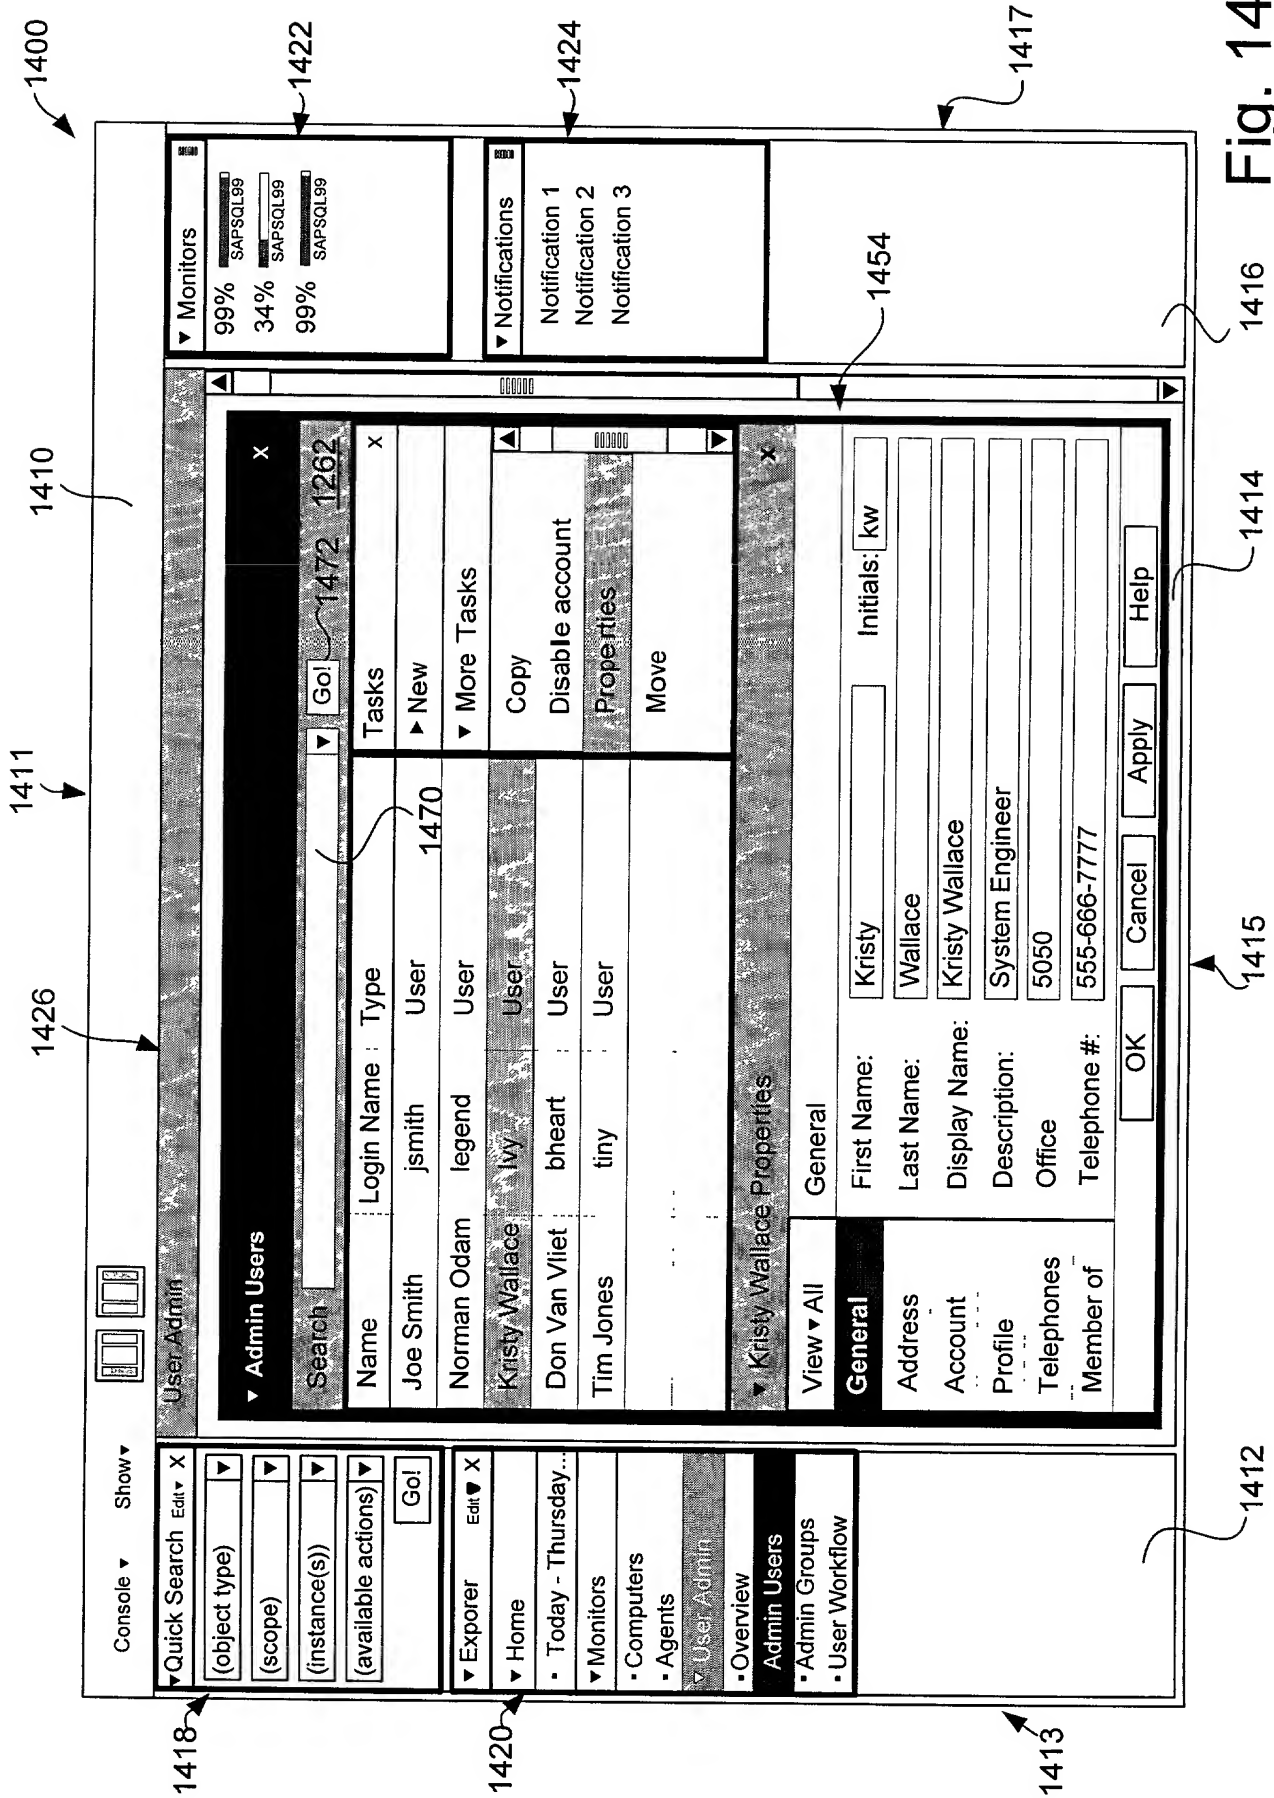 1400
1411
1410
Console ▾ Show ▾
1426
User Admin
1418
▾ Quick Search Edit ▾ X
(object type)
(scope)
(instance(s))
(available actions)
Go!
1420
▾ Exporer Edit ▾ X
▾ Home
▪ Today - Thursday...
▾ Monitors
▪ Computers
▪ Agents
▾ User Admin
▪ Overview
Admin Users
▪ Admin Groups
▪ User Workflow
1413
1412
▾ Admin Users X
Search Go! 1472 1262
1470
Name Login Name Type
Joe Smith jsmith User
Norman Odam legend User
Kristy Wallace Ivy User
Don Van Vliet bheart User
Tim Jones tiny User
Tasks X
▸ New
▾ More Tasks
Copy
Disable account
Properties
Move
▾ Kristy Wallace Properties X
1454
View ▾ All
General
Address
Account
Profile
Telephones
Member of
General
First Name: Kristy Initials: kw
Last Name: Wallace
Display Name: Kristy Wallace
Description: System Engineer
Office 5050
Telephone #: 555-666-7777
OK Cancel Apply Help
1415
1414
▾ Monitors
1422
99% SAPSQL99
34% SAPSQL99
99% SAPSQL99
▾ Notifications
1424
Notification 1
Notification 2
Notification 3
1417
1416
Fig. 14